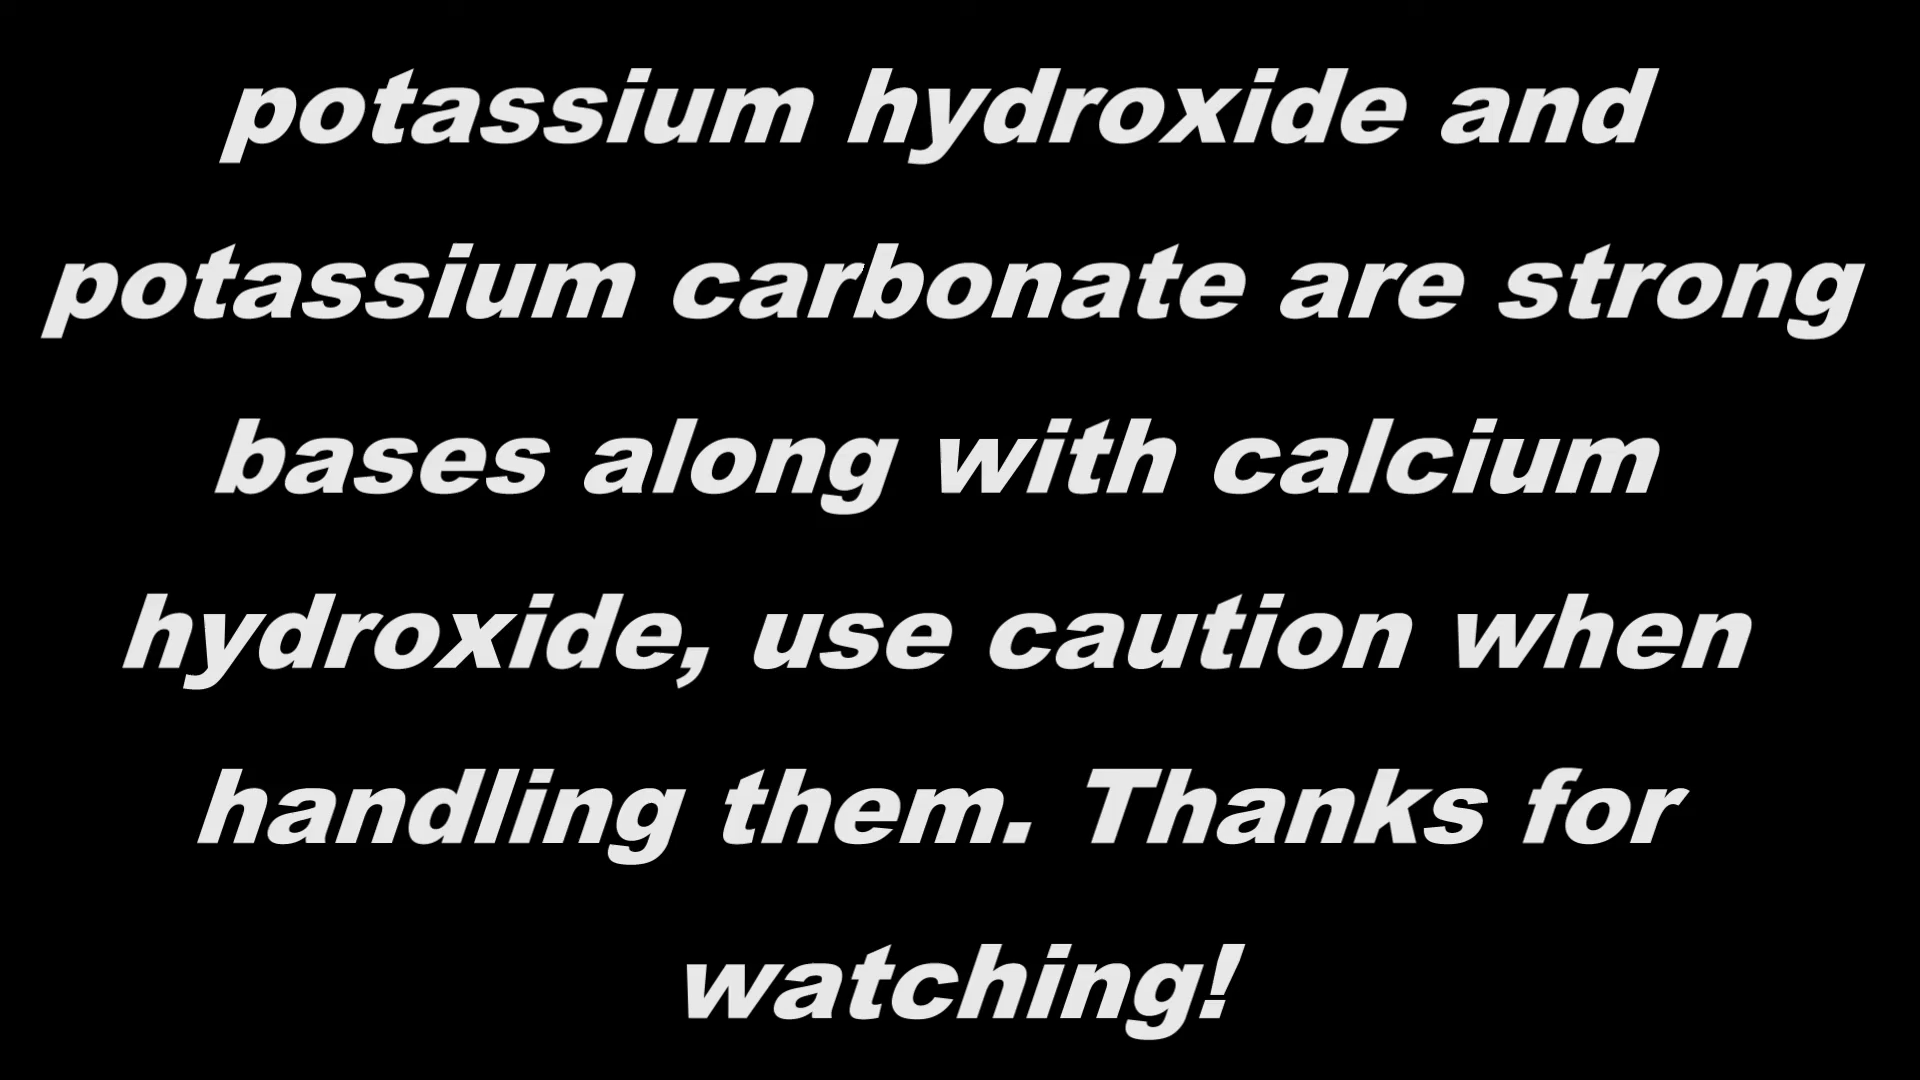 potassium hydroxide and
potassium carbonate are strong
bases along with calcium
hydroxide, use caution when
handling them. Thanks for
watching!